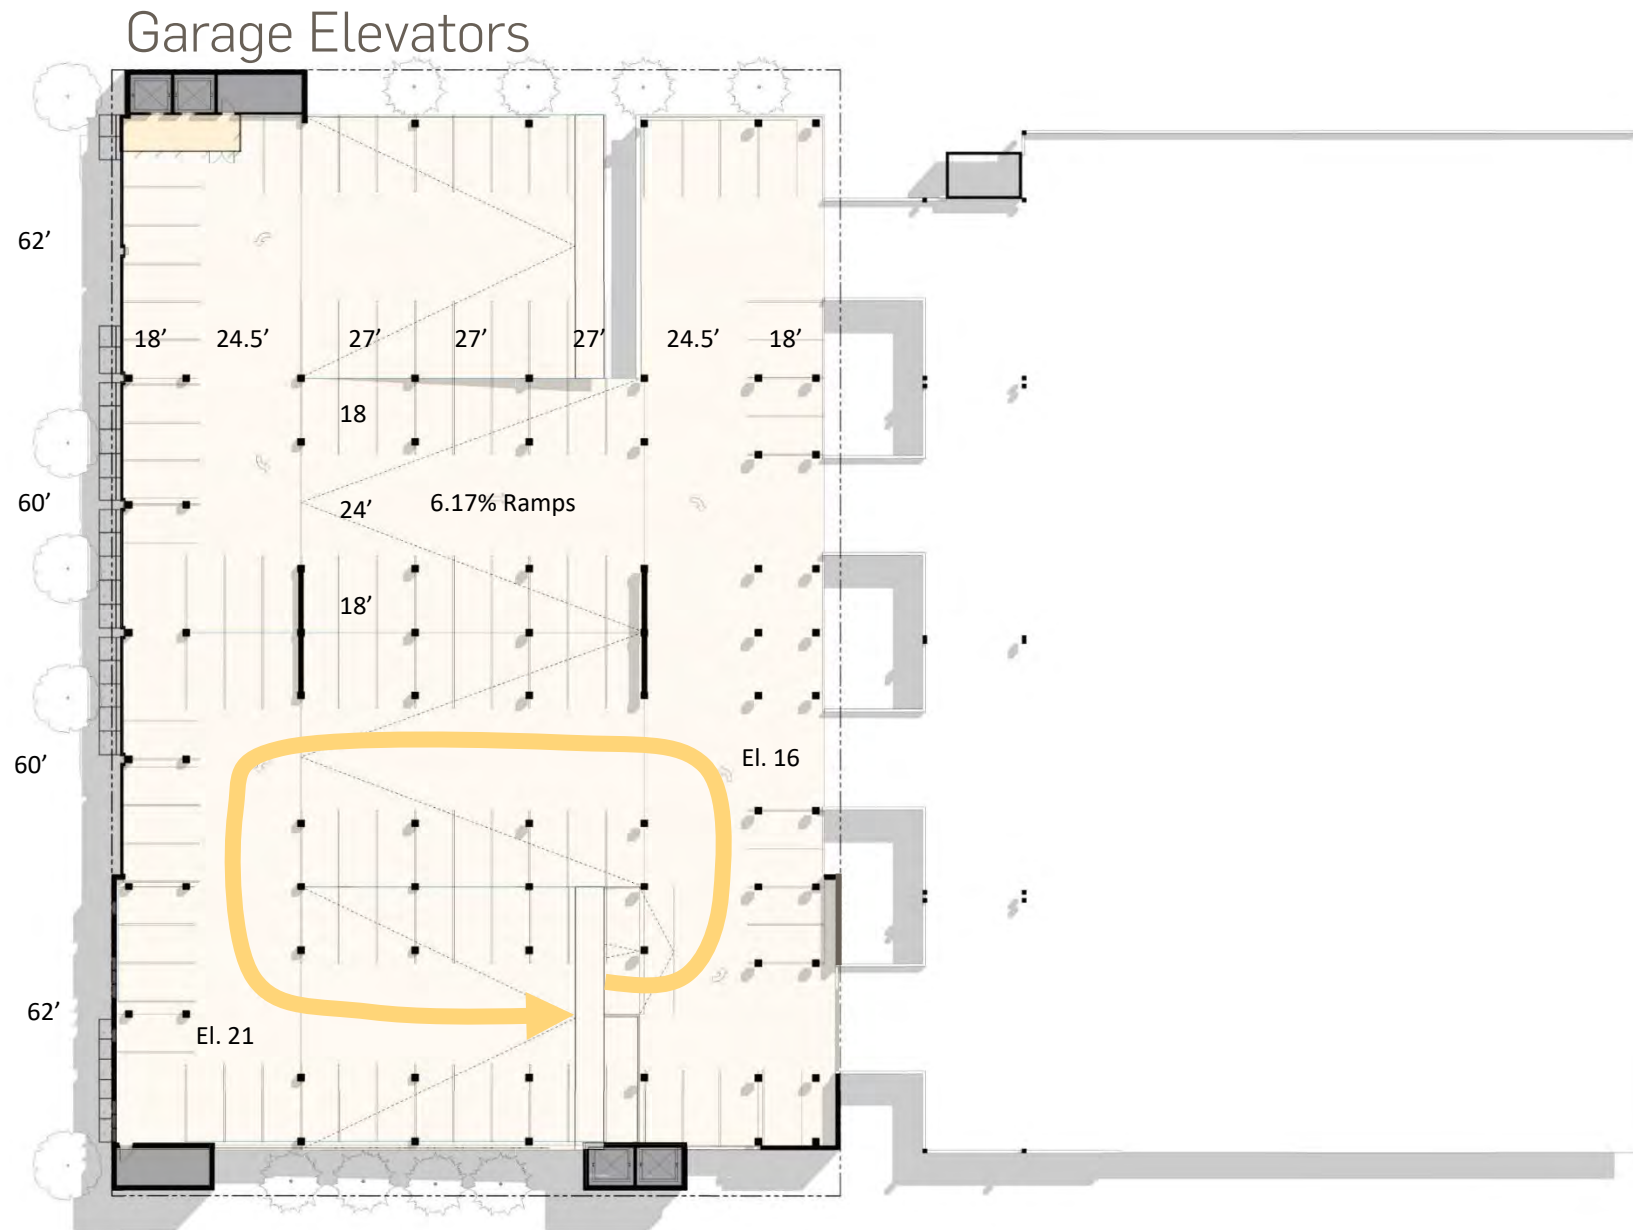 Garage Elevators
62’
18’ 24.5’ 27’ 27’ 27’ 24.5’ 18’
18
60’ 24’ 6.17% Ramps
18’
60’ El. 16
62’
El. 21